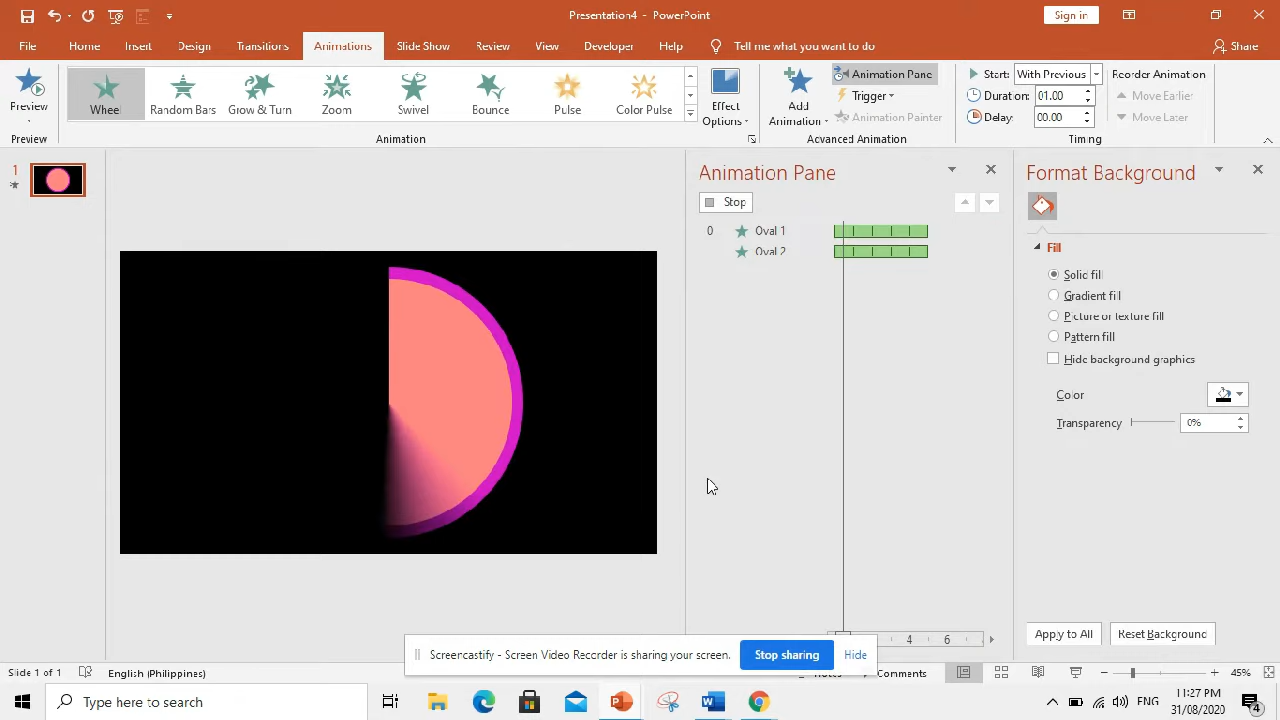 Presentation4 - PowerPoint
Sign in
File Home Insert Design Transitions Animations Slide Show Review View Developer Help Tell me what you want to do Share
Preview
Wheel Random Bars Grow & Turn Zoom Swivel Bounce Pulse Color Pulse
Effect Options
Add Animation
Animation Pane
Trigger
Animation Painter
Start: With Previous
Duration: 01.00
Delay: 00.00
Reorder Animation
Move Earlier
Move Later
Preview Animation Advanced Animation Timing
1
Animation Pane
Stop
0 Oval 1
Oval 2
4 6
Format Background
Fill
Solid fill
Gradient fill
Picture or texture fill
Pattern fill
Hide background graphics
Color
Transparency 0%
Apply to All Reset Background
Screencastify - Screen Video Recorder is sharing your screen. Stop sharing Hide
Slide 1 of 1 English (Philippines) Notes Comments 45%
Type here to search
ENG
11:27 PM
31/08/2020
4